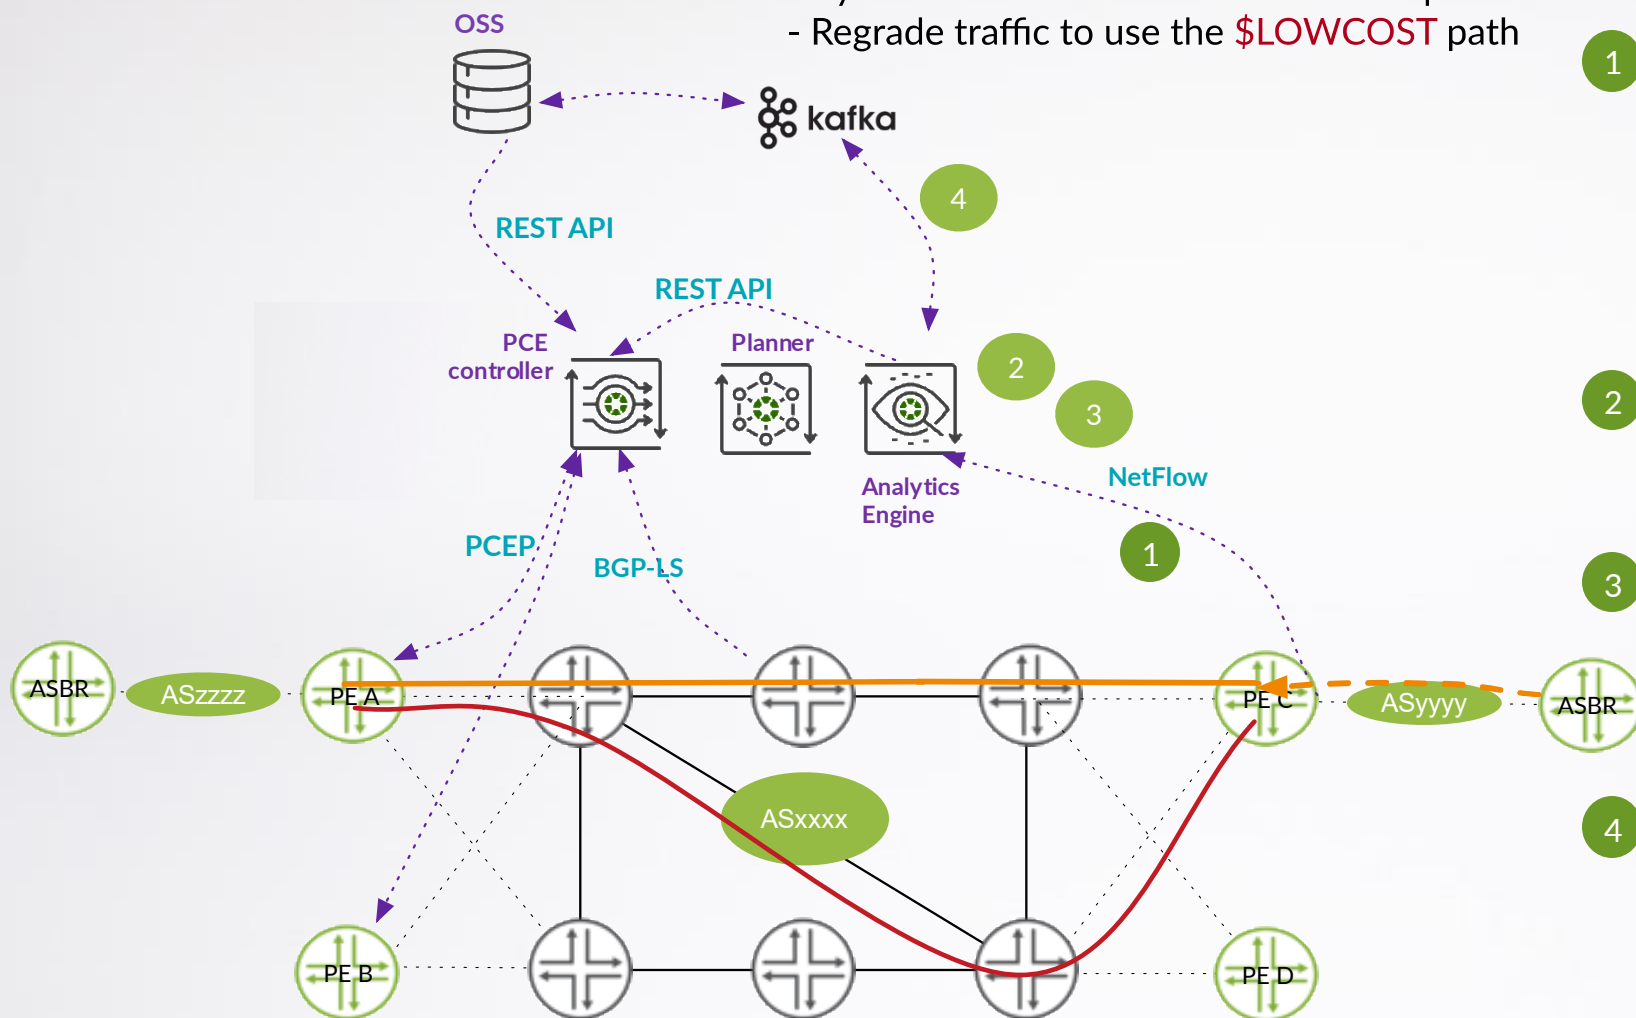 - Regrade traffic to use the $LOWCOST path
OSS
1
kafka
4
REST API
REST API
PCE
controller
Planner
2
3
2
Analytics
Engine
NetFlow
PCEP
BGP-LS
1
3
ASBR
ASzzzz
PE A
PE C
ASyyyy
ASBR
ASxxxx
4
PE B
PE D